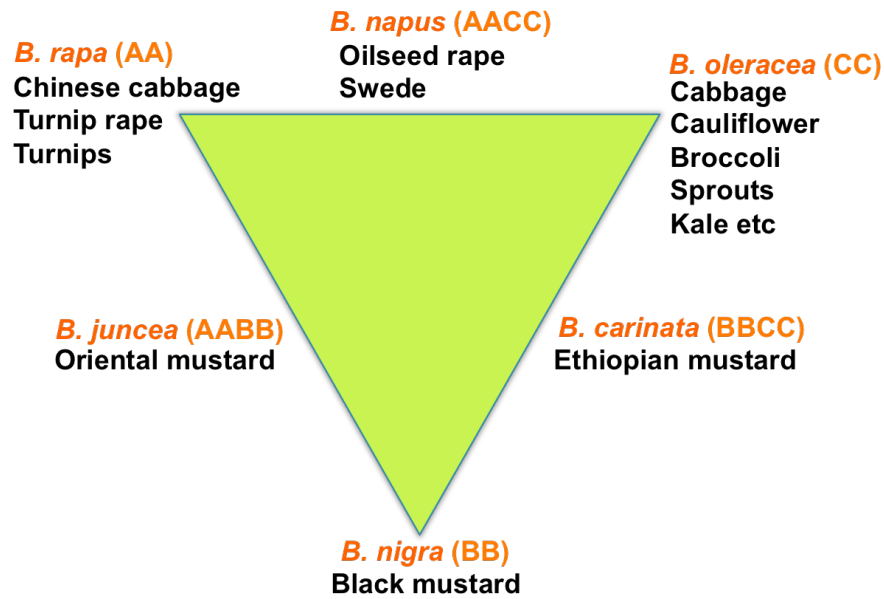 B. napus (AACC)
Oilseed rape
Swede
B. rapa (AA)
Chinese cabbage
Turnip rape
Turnips
B. oleracea (CC)
Cabbage
Cauliflower
Broccoli
Sprouts
Kale etc
B. juncea (AABB)
Oriental mustard
B. carinata (BBCC)
Ethiopian mustard
B. nigra (BB)
Black mustard